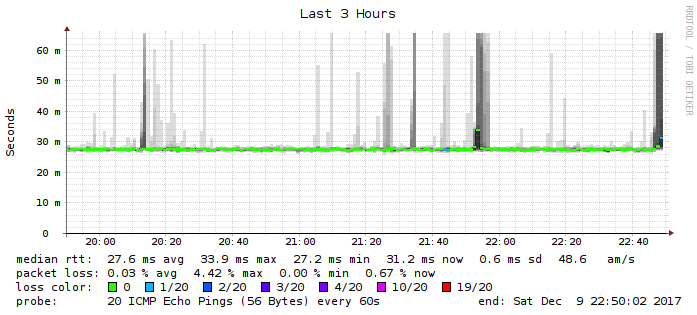 Last 3 Hours
RRDTOOL / TOBI OETIKER
Seconds
60 m
50 m
40 m
30 m
20 m
10 m
0
20:00 20:20 20:40 21:00 21:20 21:40 22:00 22:20 22:40
median rtt: 27.6 ms avg 33.9 ms max 27.2 ms min 31.2 ms now 0.6 ms sd 48.6 am/s
packet loss: 0.03 % avg 4.42 % max 0.00 % min 0.67 % now
loss color: 0 1/20 2/20 3/20 4/20 10/20 19/20
probe: 20 ICMP Echo Pings (56 Bytes) every 60s end: Sat Dec 9 22:50:02 2017